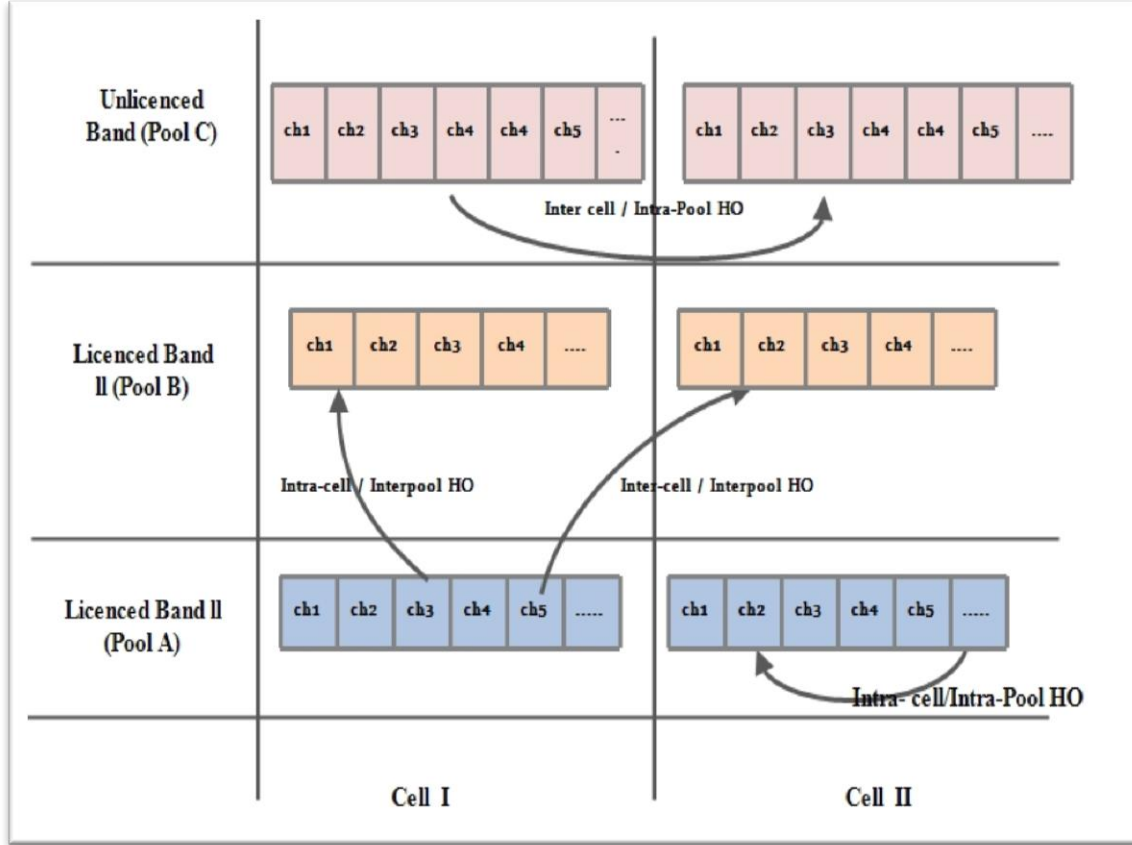 Unlicenced
Band (Pool C)
ch1 ch2 ch3 ch4 ch4 ch5 ...
.
ch1 ch2 ch3 ch4 ch4 ch5 ....
Inter cell / Intra-Pool HO
Licenced Band
ll (Pool B)
ch1 ch2 ch3 ch4 ....
ch1 ch2 ch3 ch4 ....
Intra-cell / Interpool HO
Inter-cell / Interpool HO
Licenced Band ll
(Pool A)
ch1 ch2 ch3 ch4 ch5 .....
ch1 ch2 ch3 ch4 ch5 .....
Intra- cell/Intra-Pool HO
Cell I
Cell II